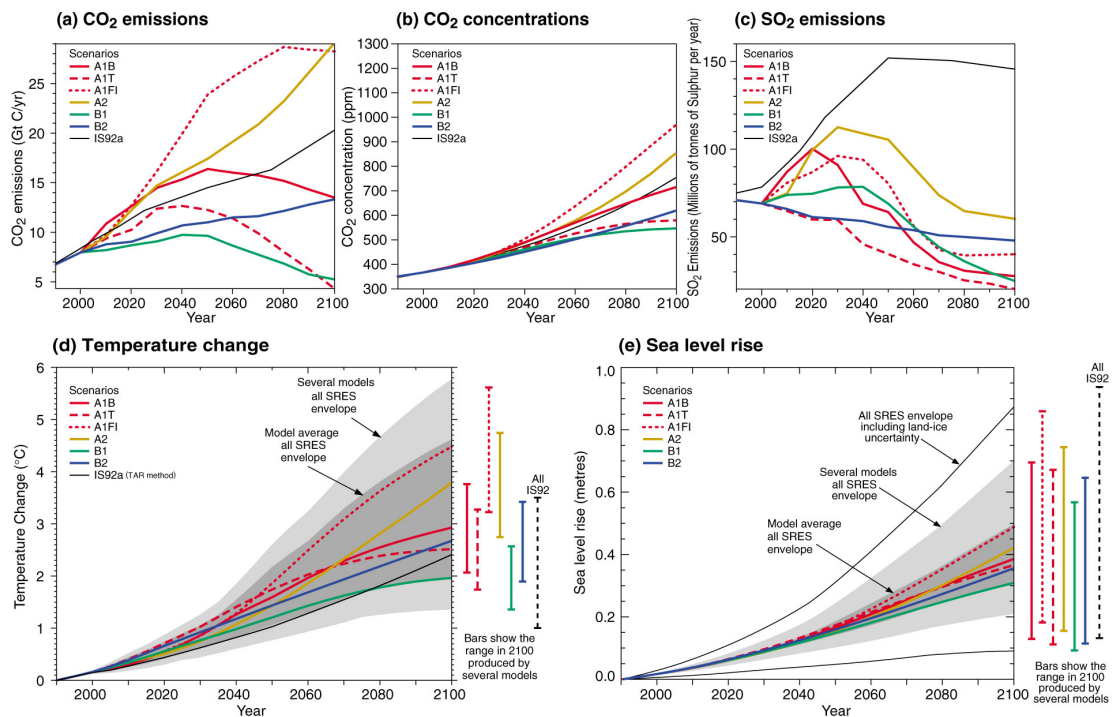 (a) CO2 emissions
CO2 emissions (Gt C/yr)
25
20
15
10
5
Scenarios
A1B
A1T
A1FI
A2
B1
B2
IS92a
2000
2020
2040
2060
2080
2100
Year
(b) CO2 concentrations
CO2 concentration (ppm)
1300
1200
1100
1000
900
800
700
600
500
400
300
Scenarios
A1B
A1T
A1FI
A2
B1
B2
IS92a
2000
2020
2040
2060
2080
2100
Year
(c) SO2 emissions
SO2 Emissions (Millions of tonnes of Sulphur per year)
150
100
50
Scenarios
A1B
A1T
A1FI
A2
B1
B2
IS92a
2000
2020
2040
2060
2080
2100
Year
(d) Temperature change
Temperature Change (°C)
6
5
4
3
2
1
0
Scenarios
A1B
A1T
A1FI
A2
B1
B2
IS92a (TAR method)
Several models
all SRES
envelope
Model average
all SRES
envelope
All
IS92
Bars show the
range in 2100
produced by
several models
2000
2020
2040
2060
2080
2100
Year
(e) Sea level rise
Sea level rise (metres)
1.0
0.8
0.6
0.4
0.2
0.0
Scenarios
A1B
A1T
A1FI
A2
B1
B2
All SRES envelope
including land-ice
uncertainty
Several models
all SRES
envelope
Model average
all SRES
envelope
All
IS92
Bars show the
range in 2100
produced by
several models
2000
2020
2040
2060
2080
2100
Year